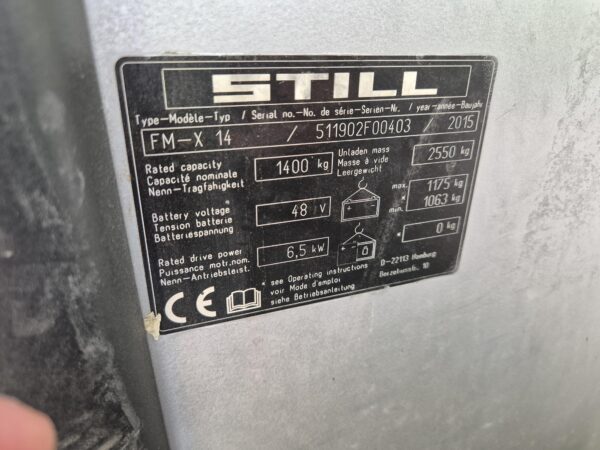 STILL
Type-Modèle-Typ / Serial no.-No. de série-Serien-Nr. / year-année-Baujahr
FM-X 14 / 511902F00403 / 2015
Rated capacity
Capacité nominale
Nenn-Tragfähigkeit
1400 kg
Unladen mass
Masse à vide
Leergewicht
2550 kg
Battery voltage
Tension batterie
Batteriespannung
48 V
max. 1175 kg
min. * 1063 kg
Rated drive power
Puissance motr.nom.
Nenn-Antriebsleist.
6,5 kW
* 0 kg
* see Operating instructions
voir Mode d'emploi
siehe Betriebsanleitung
D-22113 Hamburg
10
CE